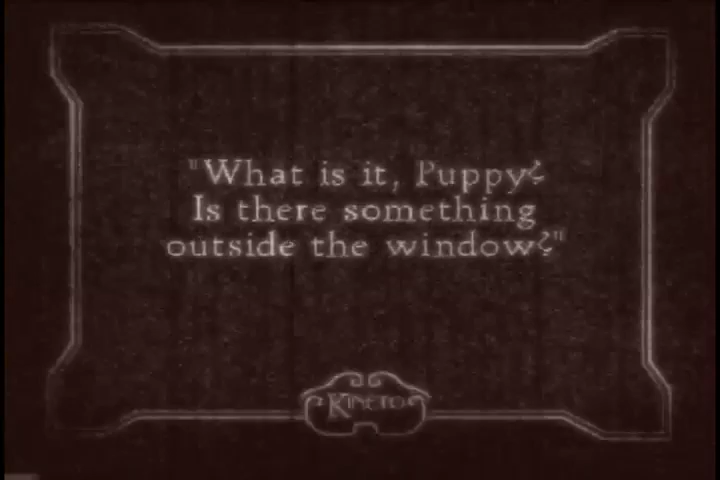 "What is it, Puppy?
Is there something
outside the window?"
KINETO